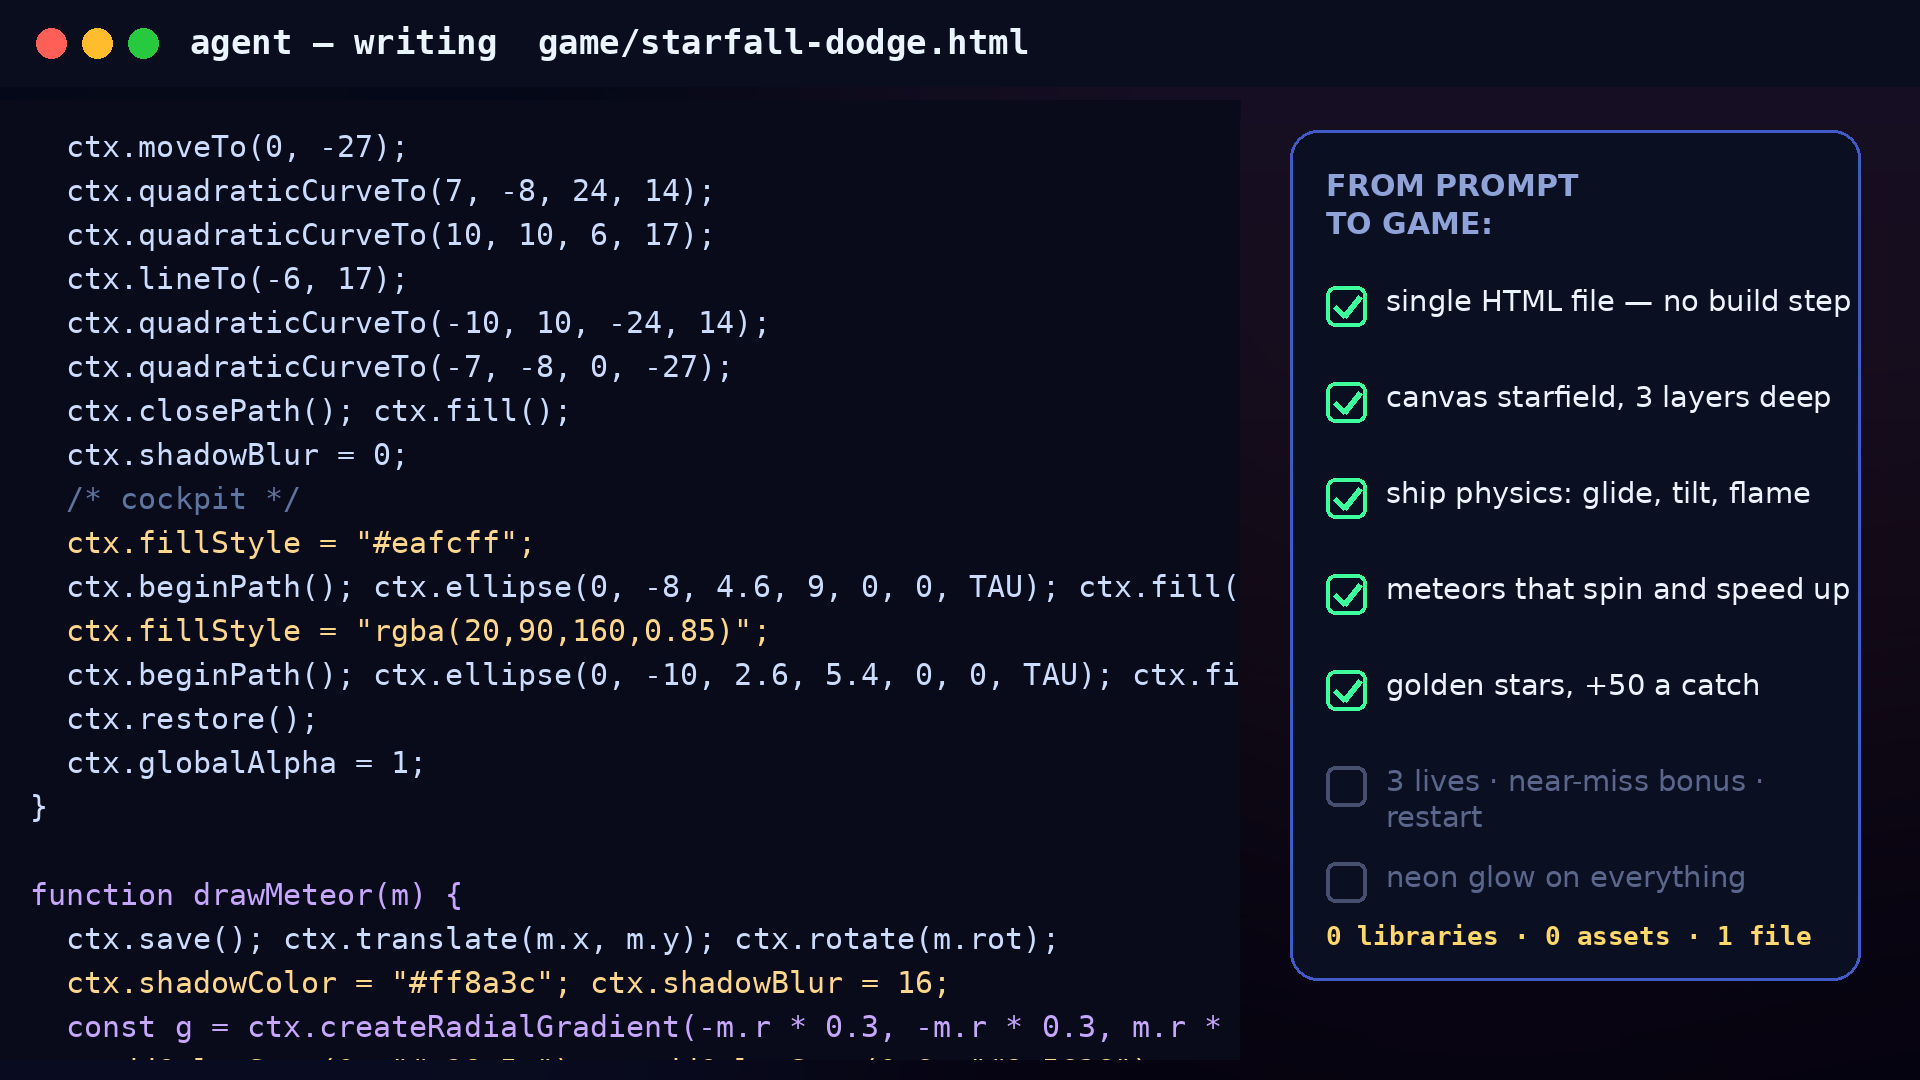 agent — writing  game/starfall-dodge.html
ctx.moveTo(0, -27);
ctx.quadraticCurveTo(7, -8, 24, 14);
ctx.quadraticCurveTo(10, 10, 6, 17);
ctx.lineTo(-6, 17);
ctx.quadraticCurveTo(-10, 10, -24, 14);
ctx.quadraticCurveTo(-7, -8, 0, -27);
ctx.closePath(); ctx.fill();
ctx.shadowBlur = 0;
/* cockpit */
ctx.fillStyle = "#eafcff";
ctx.beginPath(); ctx.ellipse(0, -8, 4.6, 9, 0, 0, TAU); ctx.fill(
ctx.fillStyle = "rgba(20,90,160,0.85)";
ctx.beginPath(); ctx.ellipse(0, -10, 2.6, 5.4, 0, 0, TAU); ctx.fi
ctx.restore();
ctx.globalAlpha = 1;
}
function drawMeteor(m) {
ctx.save(); ctx.translate(m.x, m.y); ctx.rotate(m.rot);
ctx.shadowColor = "#ff8a3c"; ctx.shadowBlur = 16;
const g = ctx.createRadialGradient(-m.r * 0.3, -m.r * 0.3, m.r *
FROM PROMPT
TO GAME:
single HTML file — no build step
canvas starfield, 3 layers deep
ship physics: glide, tilt, flame
meteors that spin and speed up
golden stars, +50 a catch
3 lives · near-miss bonus ·
restart
neon glow on everything
0 libraries · 0 assets · 1 file